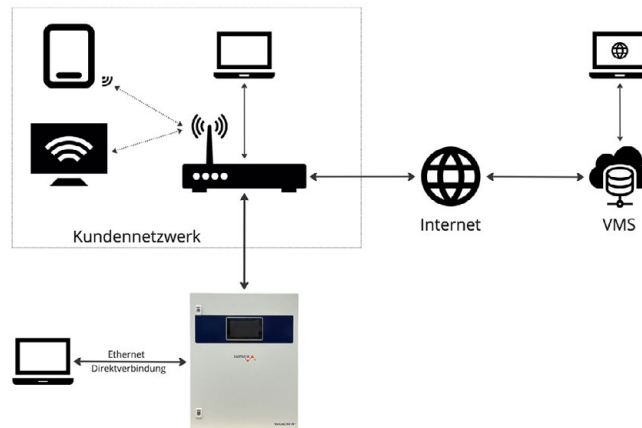 Kundennetzwerk
Internet
VMS
Ethernet
Direktverbindung